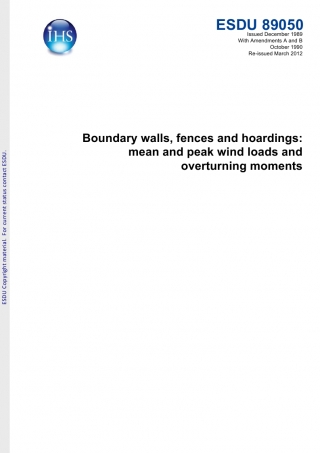 IHS
ESDU 89050
Issued December 1989
With Amendments A and B
October 1990
Re-issued March 2012
Boundary walls, fences and hoardings:
mean and peak wind loads and
overturning moments
ESDU Copyright material. For current status contact ESDU.